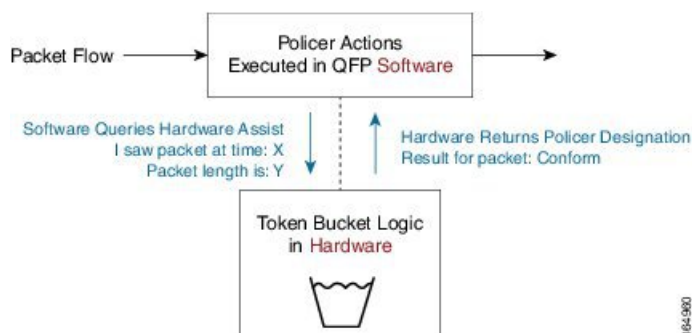 Policer Actions
Packet Flow
Executed in QFP Software
Software Queries Hardware Assist
I saw packet at time: X
Packet length is: Y
Hardware Returns Policer Designation
Result for packet: Conform
Token Bucket Logic
in Hardware